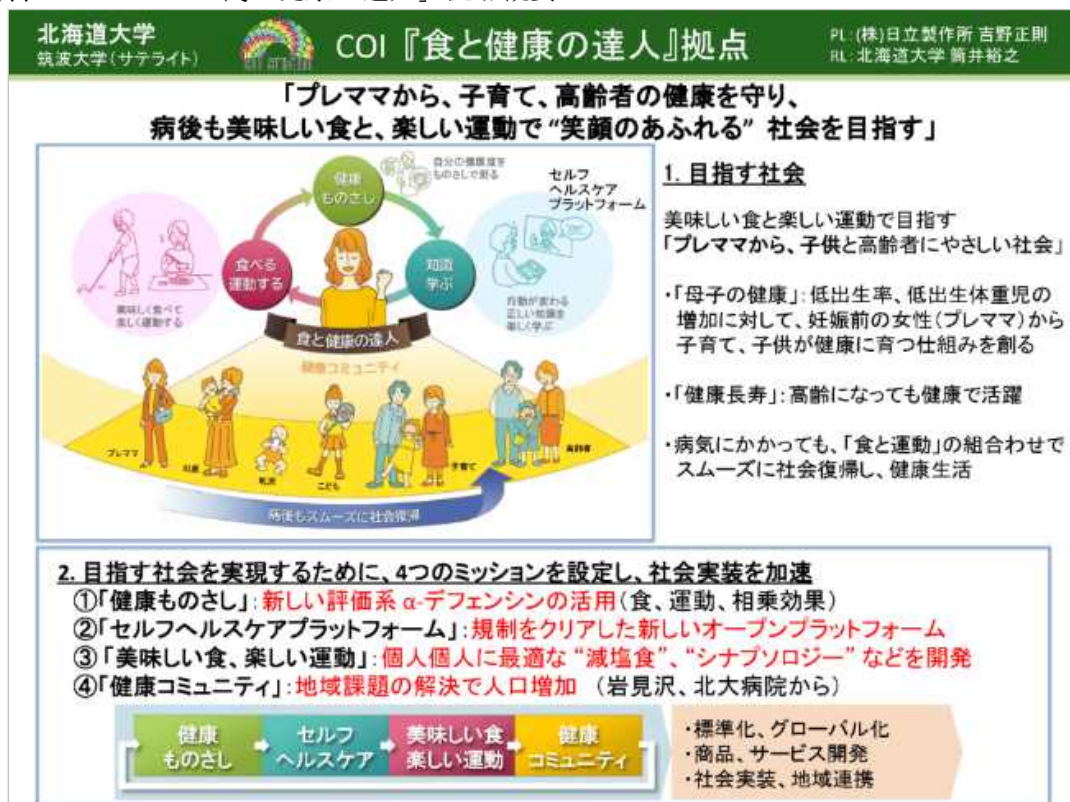 北海道大学
筑波大学(サテライト)
COI 『食と健康の達人』拠点
PL:(株)日立製作所 吉野正則
RL:北海道大学 筒井裕之
「プレママから、子育て、高齢者の健康を守り、
病後も美味しい食と、楽しい運動で“笑顔のあふれる” 社会を目指す」
健康
ものさし
自分の健康度を
ものさしで測る
セルフ
ヘルスケア
プラットフォーム
食べる
運動する
知識
学ぶ
美味しく食べて
楽しく運動する
行動が変わる
正しい知識を
楽しく学ぶ
食と健康の達人
健康コミュニティ
プレママ
出産
乳児
こども
子育て
高齢者
病後もスムーズに社会復帰
1. 目指す社会
美味しい食と楽しい運動で目指す
「プレママから、子供と高齢者にやさしい社会」
・「母子の健康」:低出生率、低出生体重児の
増加に対して、妊娠前の女性(プレママ)から
子育て、子供が健康に育つ仕組みを創る
・「健康長寿」:高齢になっても健康で活躍
・病気にかかっても、「食と運動」の組合わせで
スムーズに社会復帰し、健康生活
2. 目指す社会を実現するために、4つのミッションを設定し、社会実装を加速
①「健康ものさし」:新しい評価系 α-デフェンシンの活用(食、運動、相乗効果)
②「セルフヘルスケアプラットフォーム」:規制をクリアした新しいオープンプラットフォーム
③「美味しい食、楽しい運動」:個人個人に最適な “減塩食”、“シナプソロジー” などを開発
④「健康コミュニティ」:地域課題の解決で人口増加 (岩見沢、北大病院から)
健康
ものさし
セルフ
ヘルスケア
美味しい食
楽しい運動
健康
コミュニティ
・標準化、グローバル化
・商品、サービス開発
・社会実装、地域連携